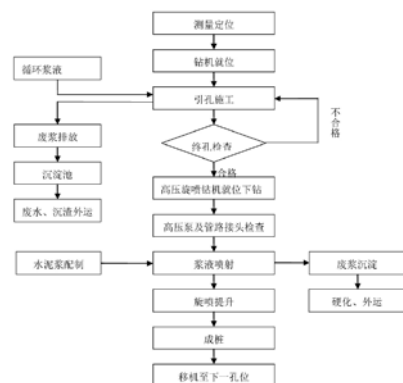 测量定位
钻机就位
循环浆液
引孔施工
不合格
废浆排放
终孔检查
合格
沉淀池
高压旋喷钻机就位下钻
废水、沉渣外运
高压泵及管路接头检查
水泥浆配制
浆液喷射
废浆沉淀
旋喷提升
硬化、外运
成桩
移机至下一孔位